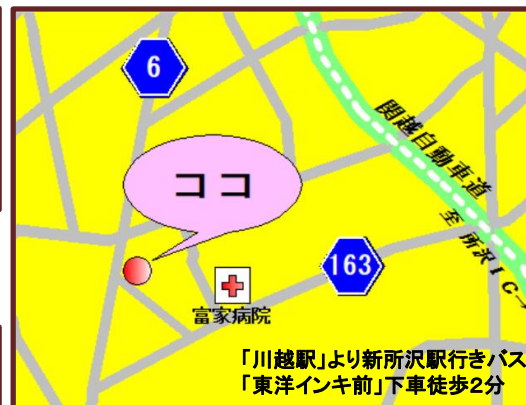 6
関越自動車道
ココ
至 所沢IC→
163
富家病院
「川越駅」より新所沢駅行きバス
「東洋インキ前」下車徒歩2分